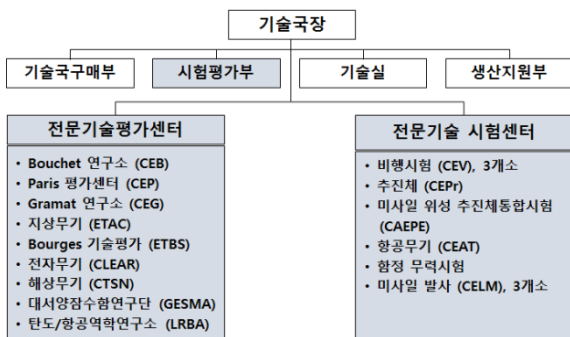 기술국장
기술국구매부
시험평가부
기술실
생산지원부
전문기술평가센터
• Bouchet 연구소 (CEB)
• Paris 평가센터 (CEP)
• Gramat 연구소 (CEG)
• 지상무기 (ETAC)
• Bourges 기술평가 (ETBS)
• 전자무기 (CLEAR)
• 해상무기 (CTSN)
• 대서양잠수함연구단 (GESMA)
• 탄도/항공역학연구소 (LRBA)
전문기술 시험센터
• 비행시험 (CEV), 3개소
• 추진체 (CEPr)
• 미사일 위성 추진체통합시험
(CAEPE)
• 항공무기 (CEAT)
• 함정 무력시험
• 미사일 발사 (CELM), 3개소